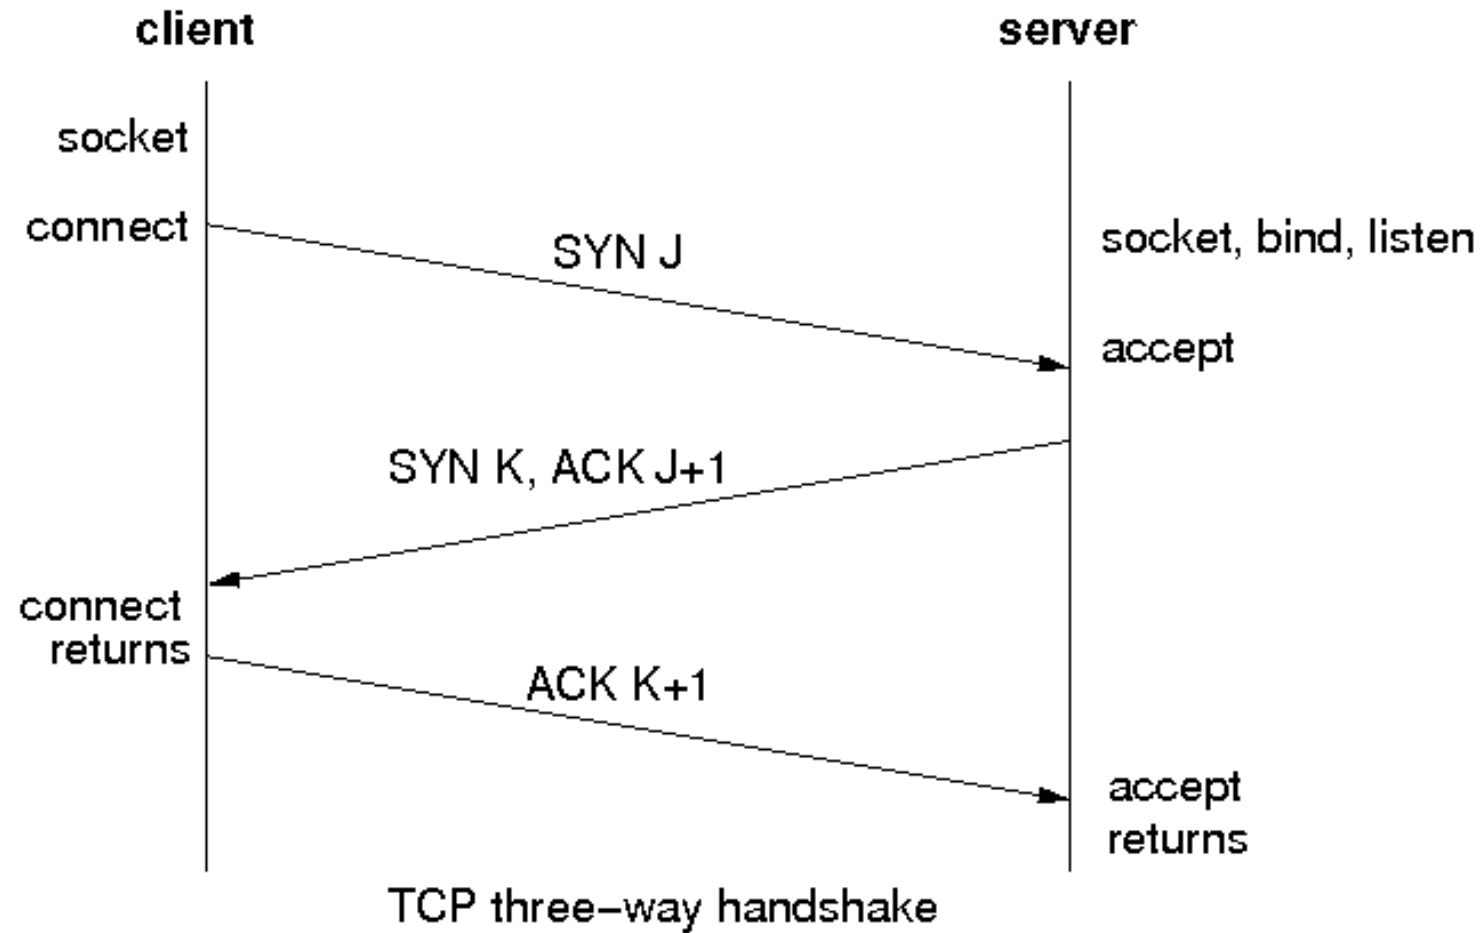 client
server
socket
connect
SYN J
socket, bind, listen
accept
SYN K, ACK J+1
connect
returns
ACK K+1
accept
returns
TCP three–way handshake